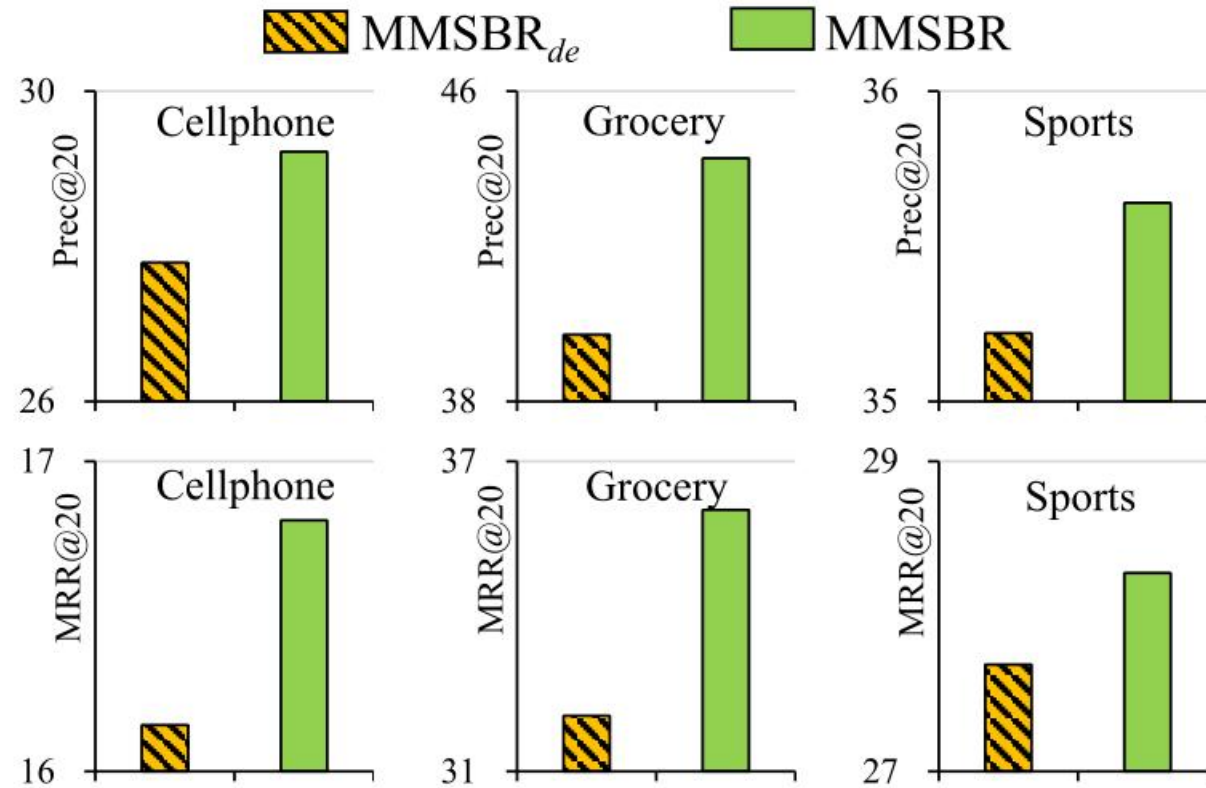 MMSBRde MMSBR
30 Cellphone 46 Grocery 36 Sports
Prec@20 Prec@20 Prec@20
26 38 35
17 Cellphone 37 Grocery 29 Sports
MRR@20 MRR@20 MRR@20
16 31 27